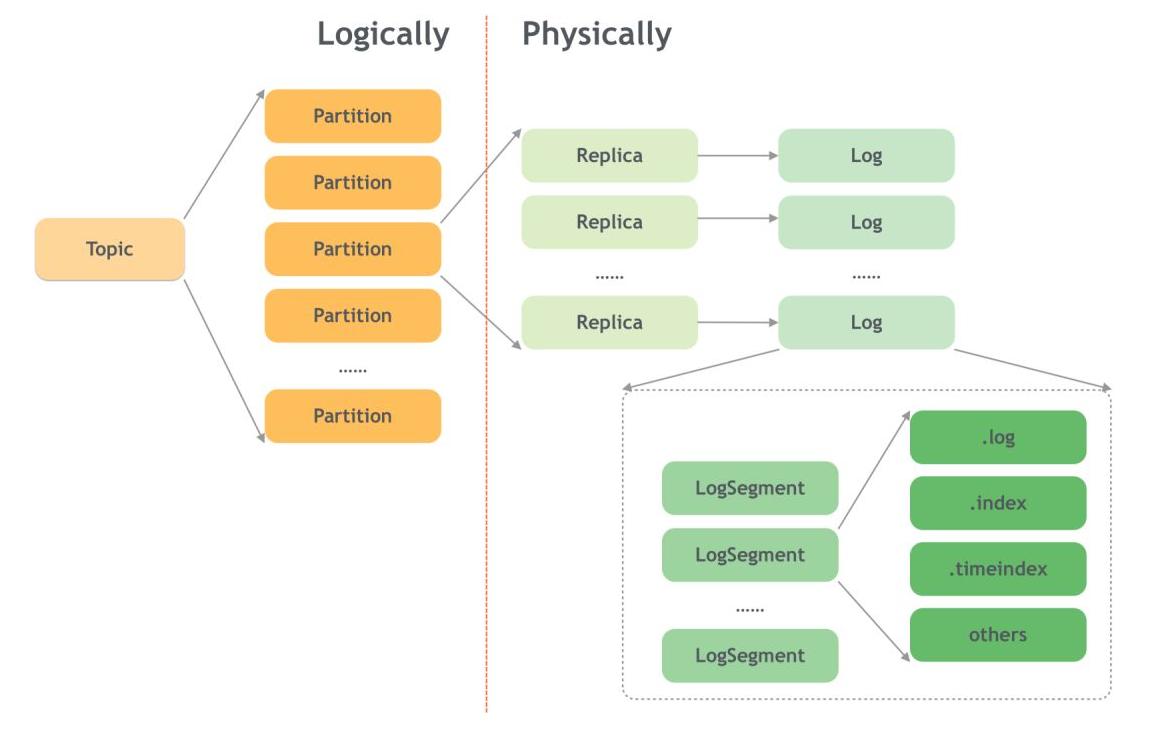 Logically
Physically
Topic
Partition
Partition
Partition
Partition
......
Partition
Replica
Log
Replica
Log
......
......
Replica
Log
LogSegment
LogSegment
......
LogSegment
.log
.index
.timeindex
others